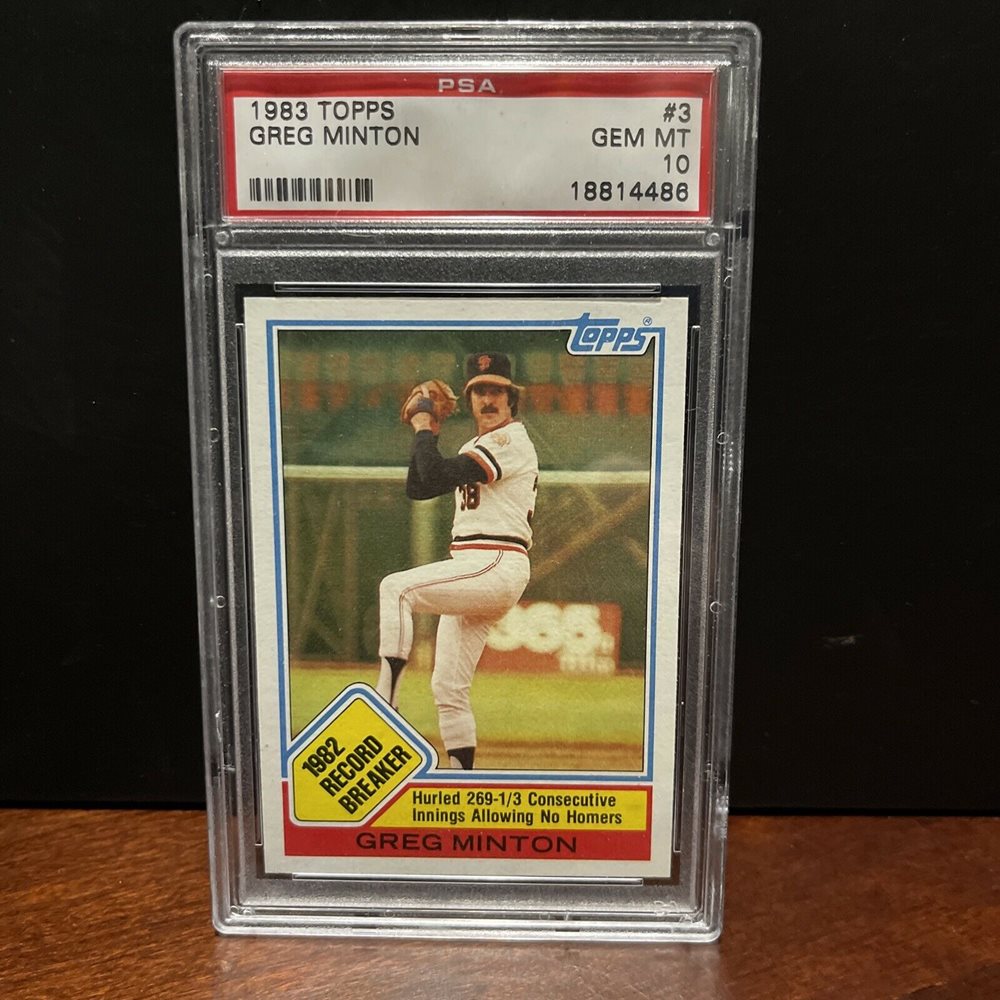 PSA
1983 TOPPS #3
GREG MINTON GEM MT
10
18814486
Topps®
38
1982
RECORD
BREAKER
Hurled 269-1/3 Consecutive
Innings Allowing No Homers
GREG MINTON